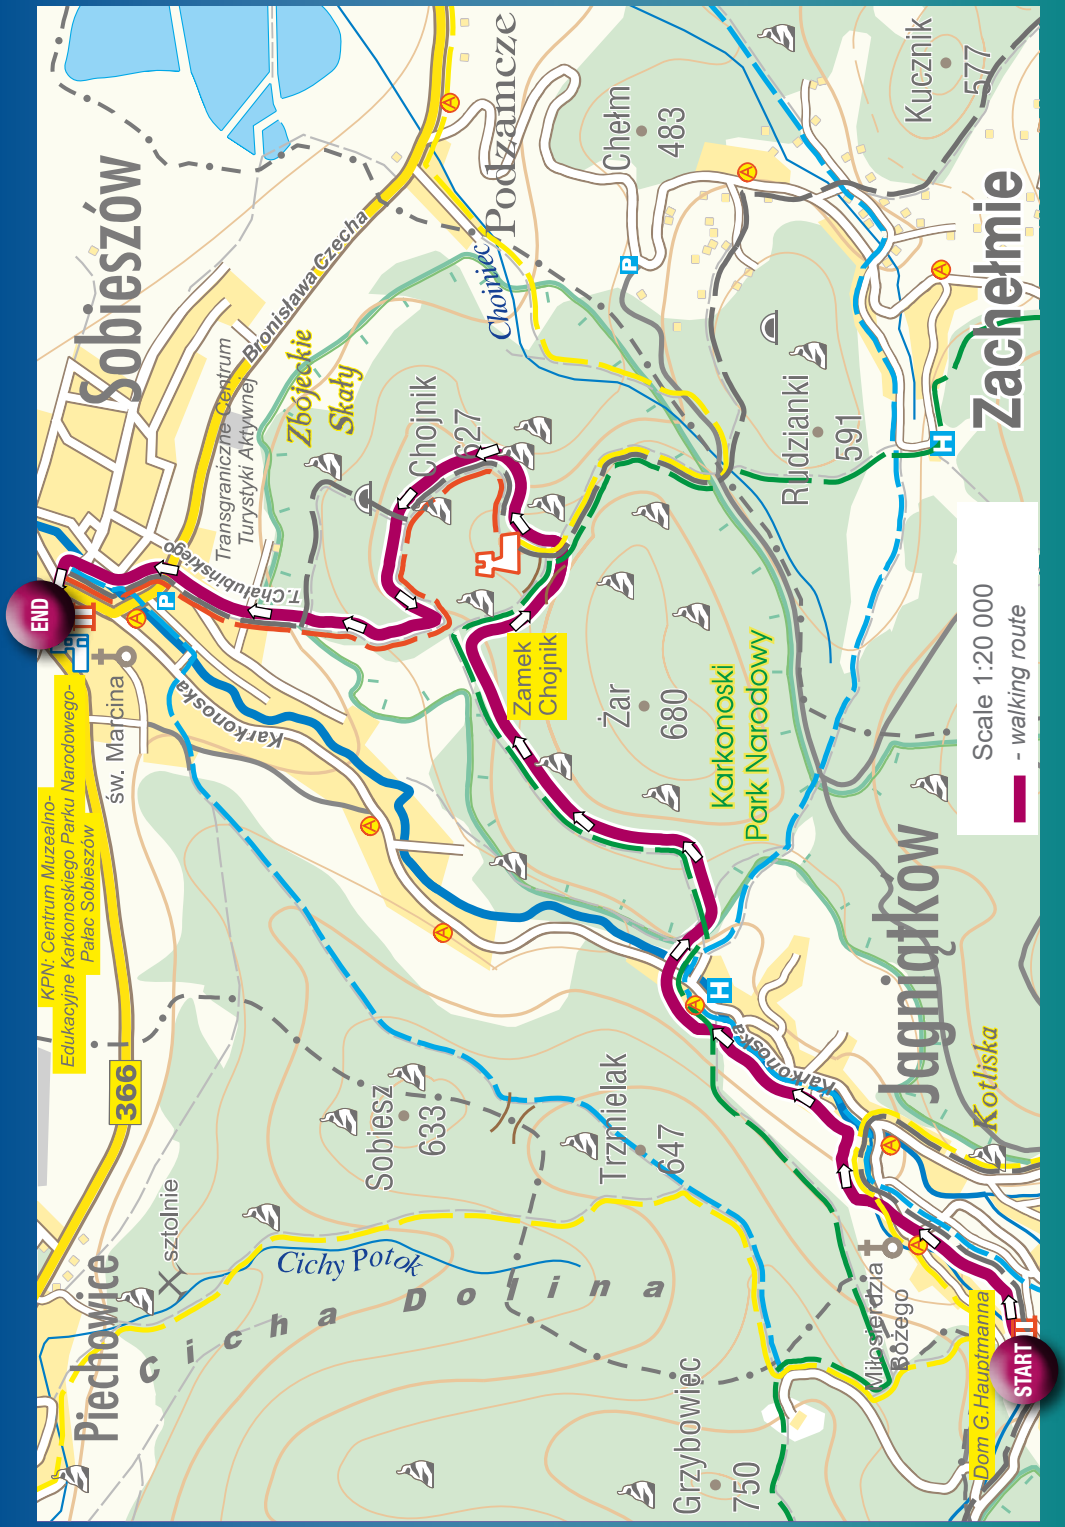 END
START
Sobieszów
Podzamcze
Chełm
483
Kucznik
577
Bronisława Czecha
Zbójeckie
Skały
Transgraniczne Centrum
Turystyki Aktywnej
T.Chałubińskiego
Chojnik
627
Choiniec
Zachełmie
Rudzianki
591
P
P
H
H
św. Marcina
KPN: Centrum Muzealno-
Edukacyjne Karkonoskiego Parku Narodowego-
Pałac Sobieszów
Karkonoska
Zamek
Chojnik
Żar
680
Karkonoski
Park Narodowy
Scale 1:20 000
- walking route
366
Sobiesz
633
Trzmielak
647
Karkonoska
Jagniątków
Kotliska
Piechowice
sztolnie
Cichy Potok
Cicha Dolina
Grzybowiec
750
Miłosierdzia
Bożego
Dom G.Hauptmanna
A
A
A
A
A
A
A
A
A